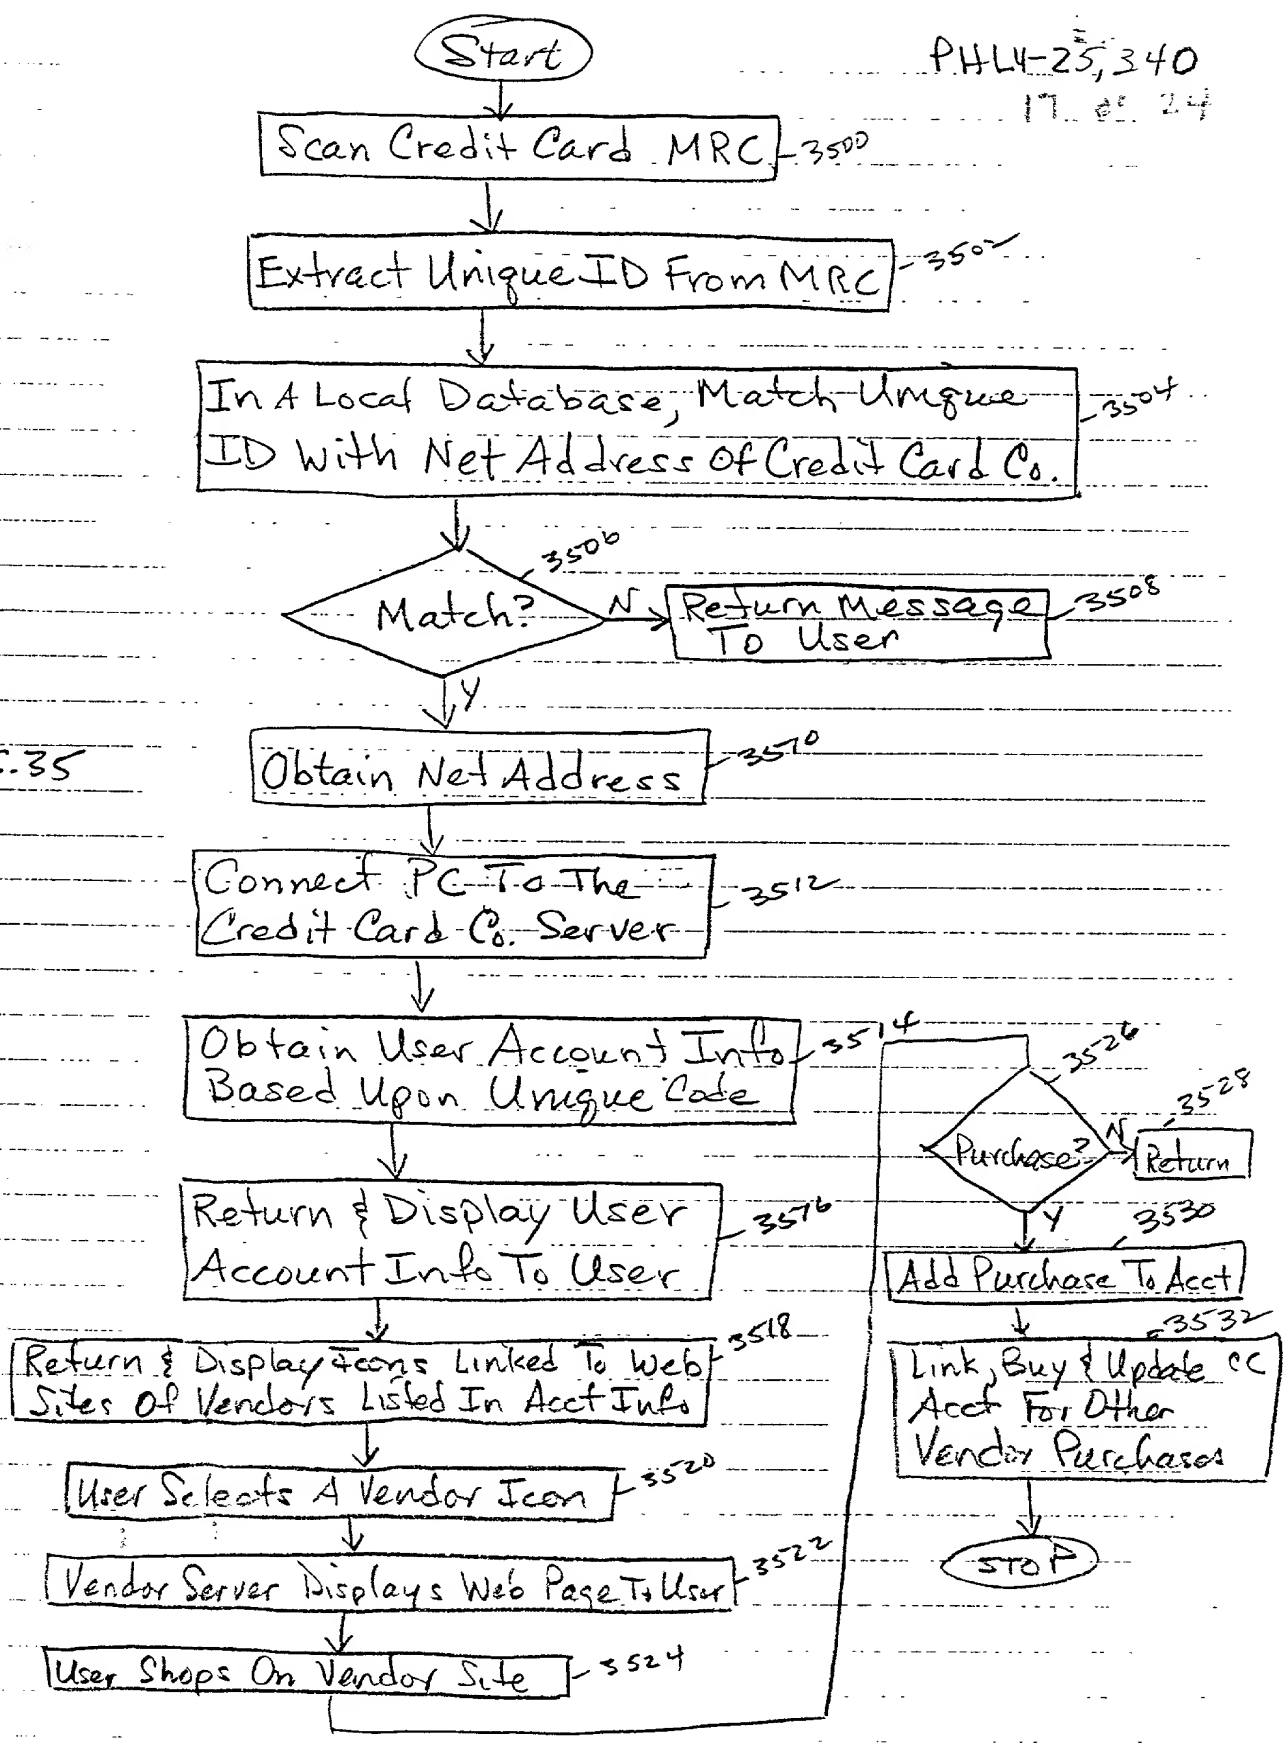 Start
PHLY-25,340
17 of 24
Scan Credit Card MRC
3500
Extract Unique ID From MRC
3502
In A Local Database, Match Unique
ID With Net Address Of Credit Card Co.
3504
3506
Match?
N
Return Message
To User
3508
Y
.35
Obtain Net Address
3510
Connect PC To The
Credit Card Co. Server
3512
Obtain User Account Info
Based Upon Unique Code
3514
Return & Display User
Account Info To User
3516
Return & Display Icons Linked To Web
Sites Of Vendors Listed In Acct Info
3518
User Selects A Vendor Icon
3520
Vendor Server Displays Web Page To User
3522
User Shops On Vendor Site
3524
3526
Purchase?
N
3528
Return
Y
3530
Add Purchase To Acct
3532
Link, Buy & Update CC
Acct For Other
Vendor Purchases
STOP